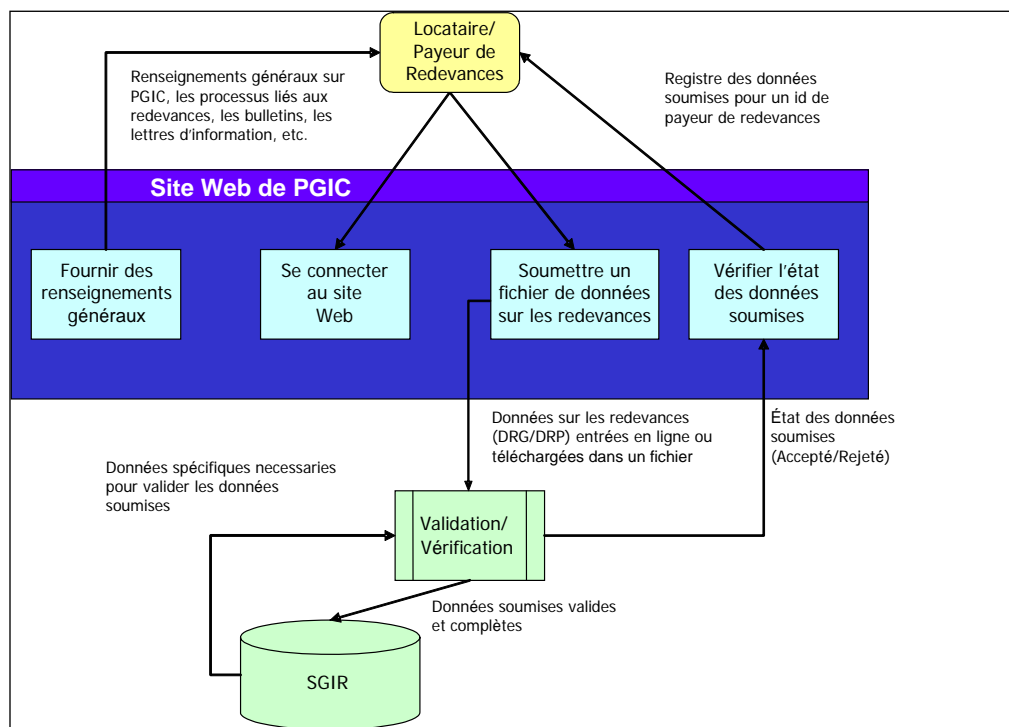 Locataire/
Payeur de
Redevances
Renseignements généraux sur
PGIC, les processus liés aux
redevances, les bulletins, les
lettres d'information, etc.
Registre des données
soumises pour un id de
payeur de redevances
Site Web de PGIC
Fournir des
renseignements
généraux
Se connecter
au site
Web
Soumettre un
fichier de données
sur les redevances
Vérifier l'état
des données
soumises
Données sur les redevances
(DRG/DRP) entrées en ligne ou
téléchargées dans un fichier
État des données
soumises
(Accepté/Rejeté)
Données spécifiques necessaries
pour valider les données
soumises
Validation/
Vérification
Données soumises valides
et complètes
SGIR